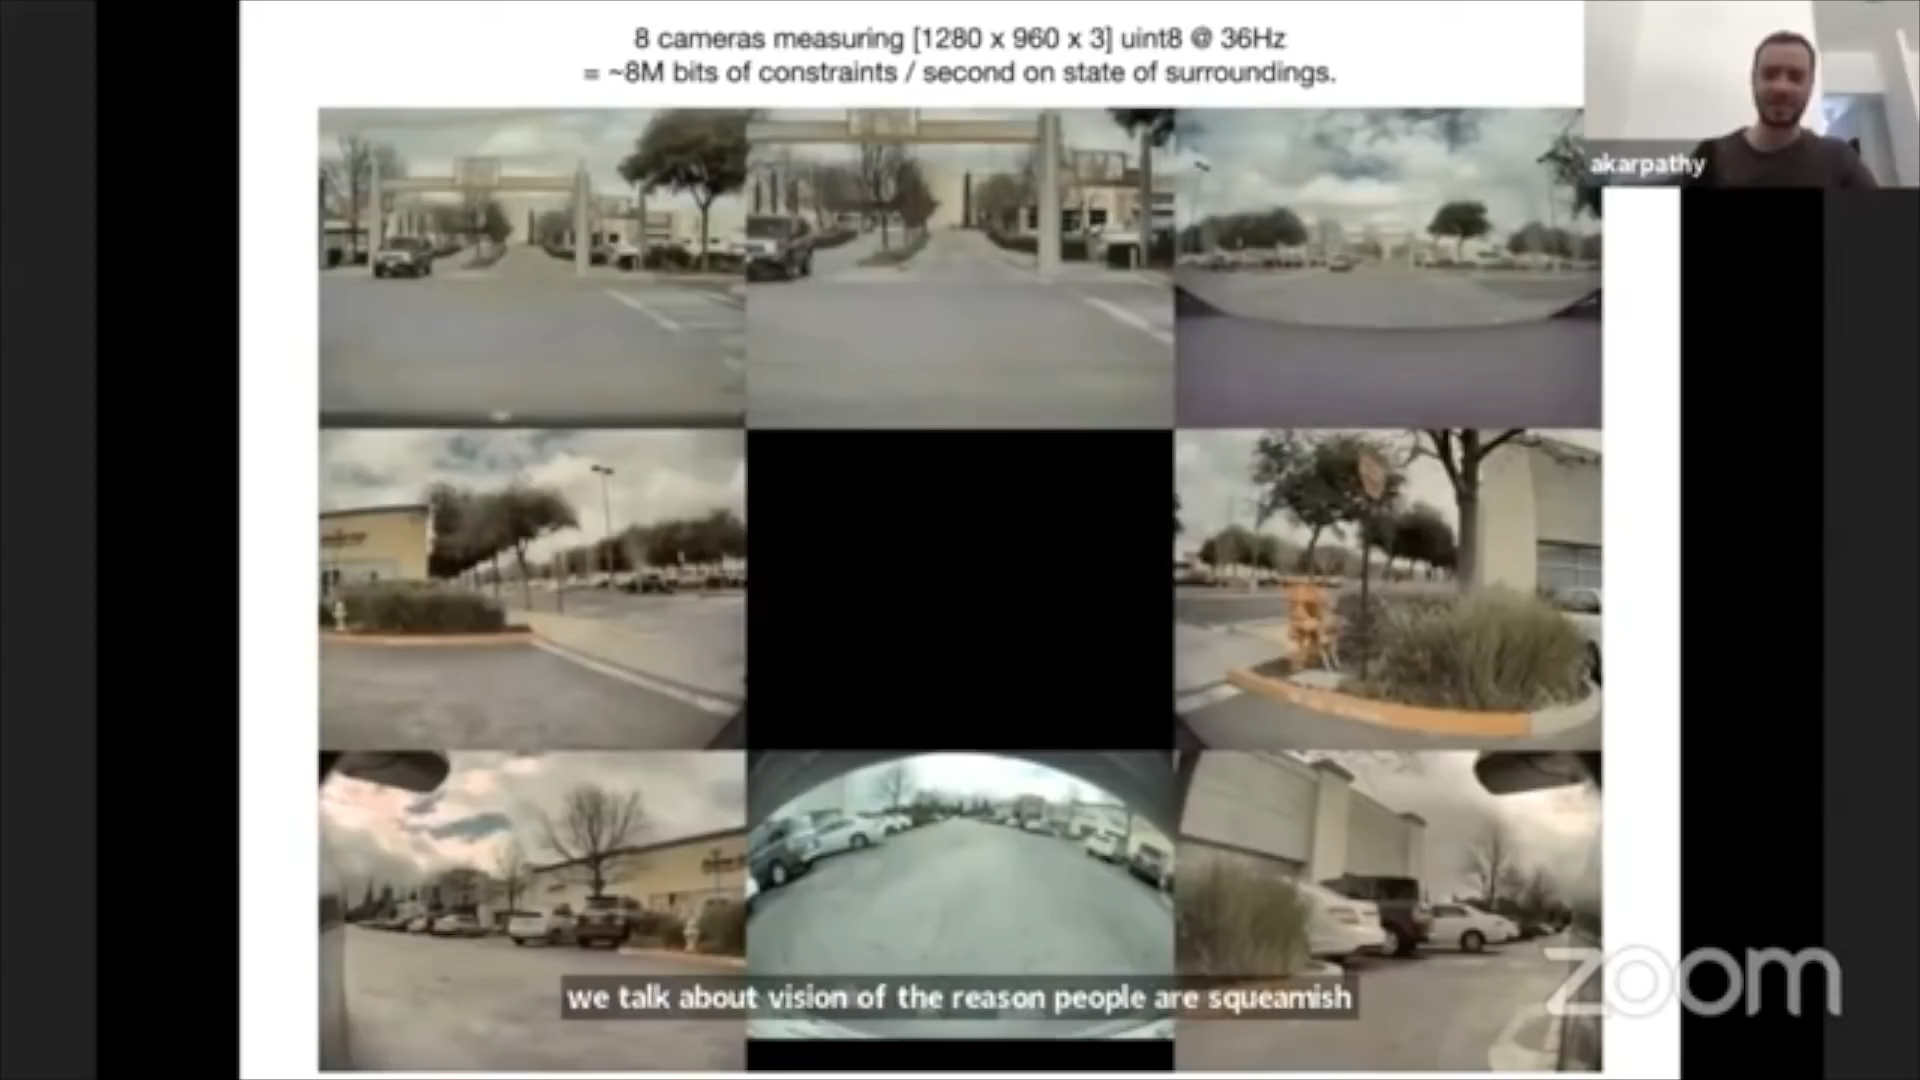 8 cameras measuring [1280 x 960 x 3] uint8 @ 36Hz
= ~8M bits of constraints / second on state of surroundings.
akarpathy
we talk about vision of the reason people are squeamish
zoom